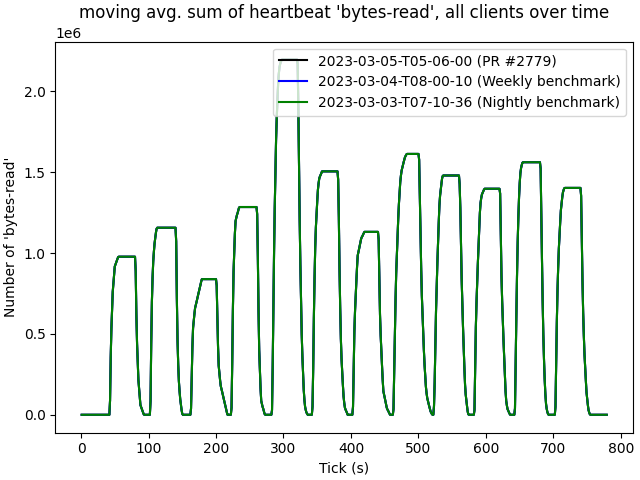 moving avg. sum of heartbeat 'bytes-read', all clients over time
1e6
2023-03-05-T05-06-00 (PR #2779)
2023-03-04-T08-00-10 (Weekly benchmark)
2023-03-03-T07-10-36 (Nightly benchmark)
Number of 'bytes-read'
2.0
1.5
1.0
0.5
0.0
0 100 200 300 400 500 600 700 800
Tick (s)